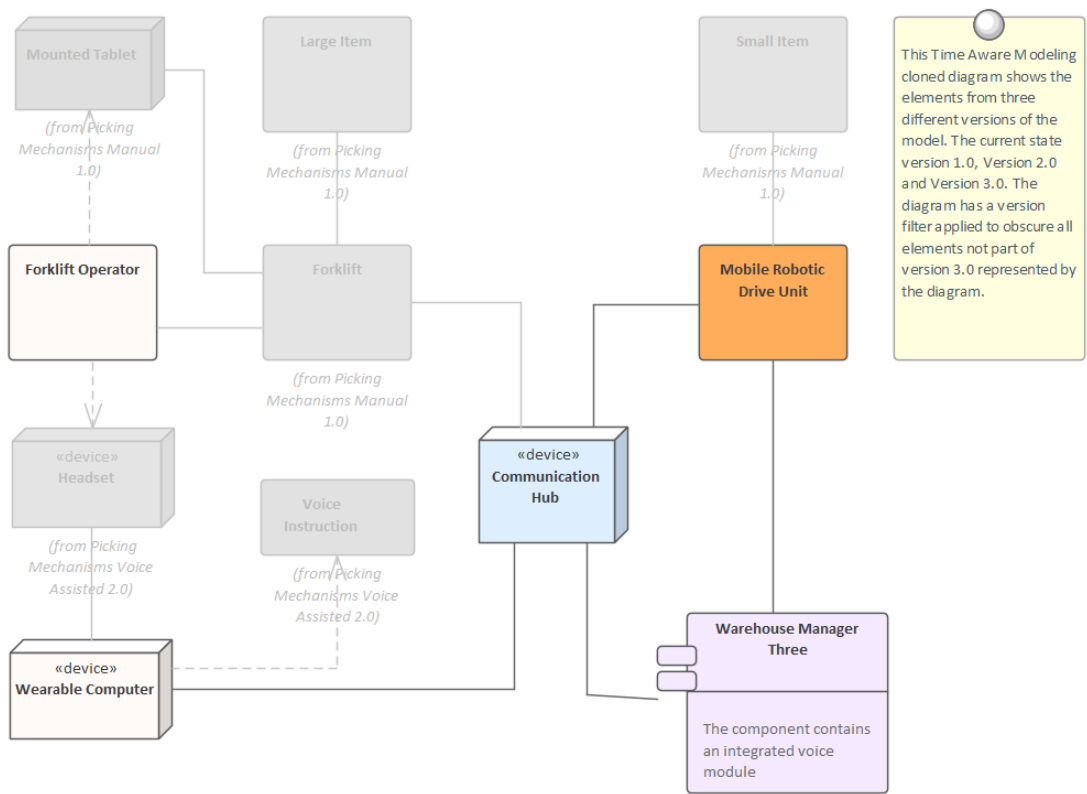 Mounted Tablet
(from Picking
Mechanisms Manual
1.0)
Large Item
(from Picking
Mechanisms Manual
1.0)
Small Item
(from Picking
Mechanisms Manual
1.0)
This Time Aware Modeling
cloned diagram shows the
elements from three
different versions of the
model. The current state
version 1.0, Version 2.0
and Version 3.0. The
diagram has a version
filter applied to obscure all
elements not part of
version 3.0 represented by
the diagram.
Forklift Operator
Forklift
(from Picking
Mechanisms Manual
1.0)
Mobile Robotic
Drive Unit
«device»
Headset
(from Picking
Mechanisms Voice
Assisted 2.0)
Voice
Instruction
(from Picking
Mechanisms Voice
Assisted 2.0)
«device»
Communication
Hub
«device»
Wearable Computer
Warehouse Manager
Three
The component contains
an integrated voice
module